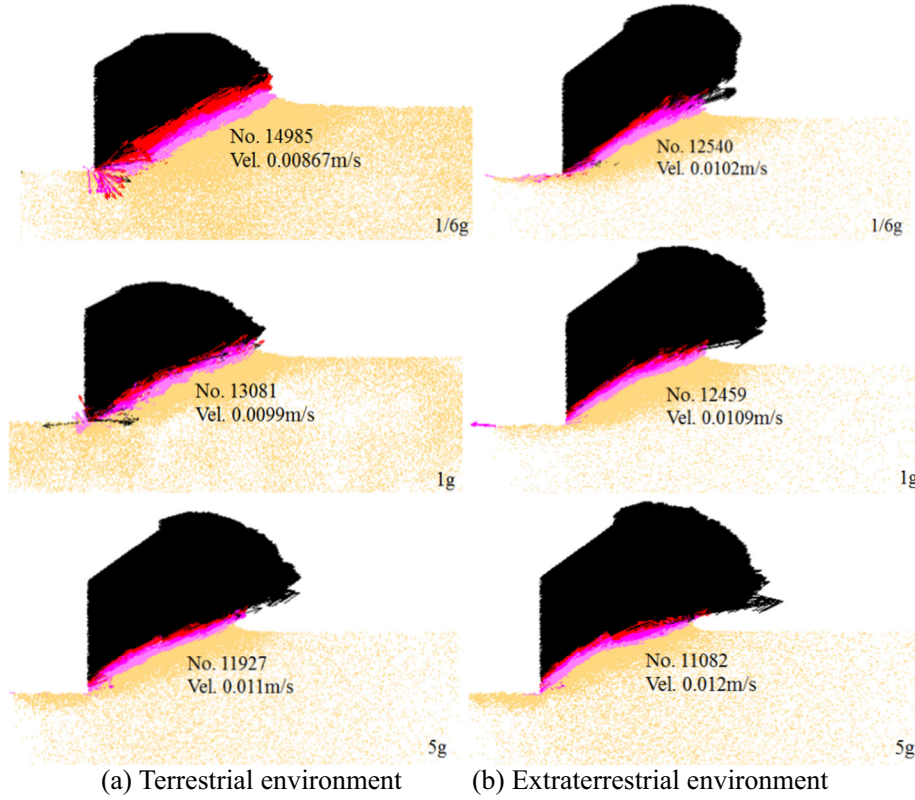 No. 14985
Vel. 0.00867m/s
1/6g
No. 12540
Vel. 0.0102m/s
1/6g
No. 13081
Vel. 0.0099m/s
1g
No. 12459
Vel. 0.0109m/s
1g
No. 11927
Vel. 0.011m/s
5g
No. 11082
Vel. 0.012m/s
5g
(a) Terrestrial environment
(b) Extraterrestrial environment